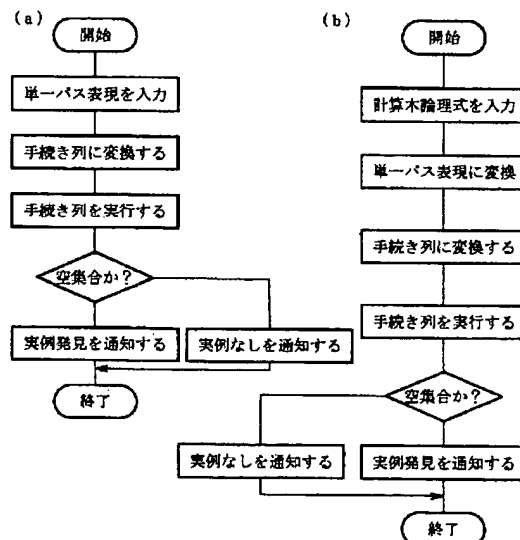 (a)
開始
単一パス表現を入力
手続き列に変換する
手続き列を実行する
空集合か？
実例発見を通知する
実例なしを通知する
終了
(b)
開始
計算木論理式を入力
単一パス表現に変換
手続き列に変換する
手続き列を実行する
空集合か？
実例なしを通知する
実例発見を通知する
終了